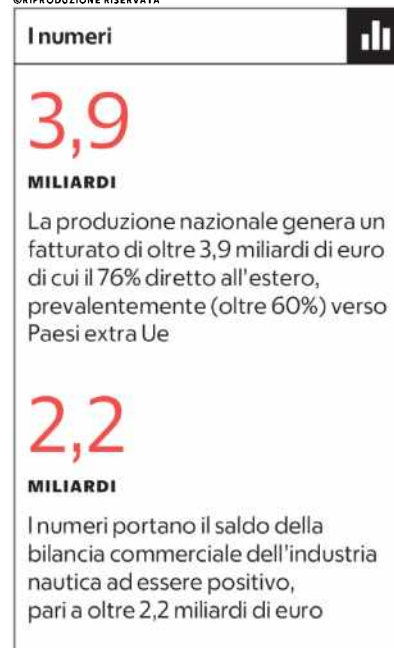 ©RIPRODUZIONE RISERVATA
I numeri
3,9
MILIARDI
La produzione nazionale genera un
fatturato di oltre 3,9 miliardi di euro
di cui il 76% diretto all'estero,
prevalentemente (oltre 60%) verso
Paesi extra Ue
2,2
MILIARDI
I numeri portano il saldo della
bilancia commerciale dell'industria
nautica ad essere positivo,
pari a oltre 2,2 miliardi di euro